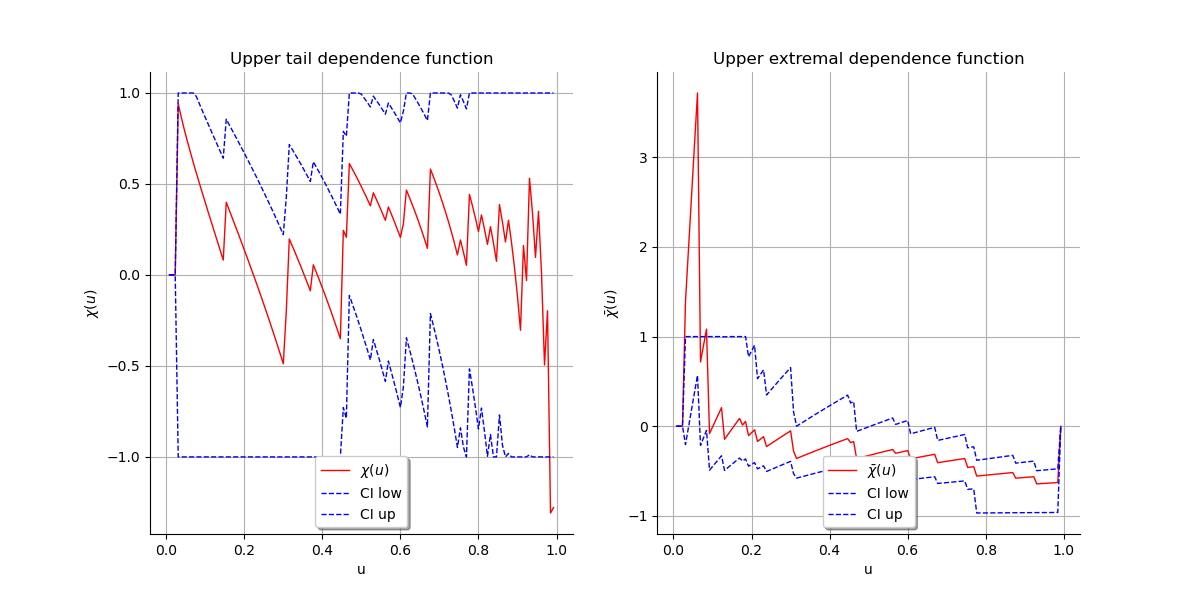 Upper tail dependence function
χ(u)
1.0
0.5
0.0
−0.5
−1.0
0.0 0.2 0.4 0.6 0.8 1.0
u
χ(u)
CI low
CI up
Upper extremal dependence function
χ̄(u)
3
2
1
0
−1
0.0 0.2 0.4 0.6 0.8 1.0
u
χ̄(u)
CI low
CI up